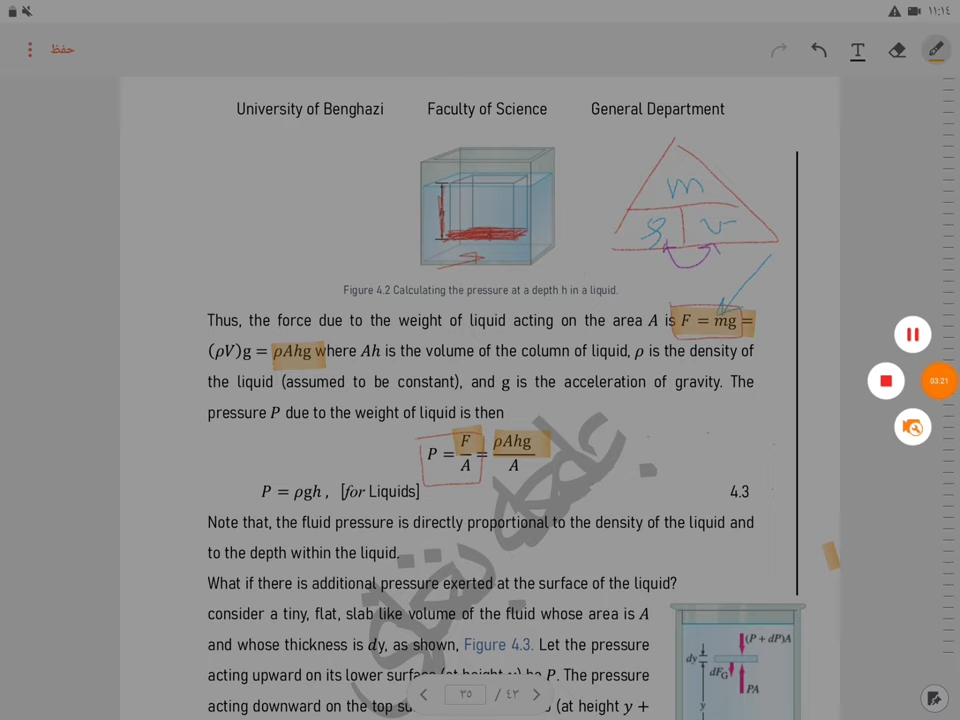 ١١:١٤
حفظ
University of Benghazi Faculty of Science General Department
m
ρ v
Figure 4.2 Calculating the pressure at a depth h in a liquid.
Thus, the force due to the weight of liquid acting on the area A is F = mg =
(ρV)g = ρAhg where Ah is the volume of the column of liquid, ρ is the density of
the liquid (assumed to be constant), and g is the acceleration of gravity. The
pressure P due to the weight of liquid is then
P = F/A = ρAhg/A
P = ρgh , [for Liquids] 4.3
Note that, the fluid pressure is directly proportional to the density of the liquid and
to the depth within the liquid.
What if there is additional pressure exerted at the surface of the liquid?
consider a tiny, flat, slab like volume of the fluid whose area is A
and whose thickness is dy, as shown, Figure 4.3. Let the pressure
acting upward on its lower surface (at height y) be P. The pressure
acting downward on the top su (at height y +
(P + dP)A
dy
dF_G
PA
y
03:21
٣٥ / ٤٣